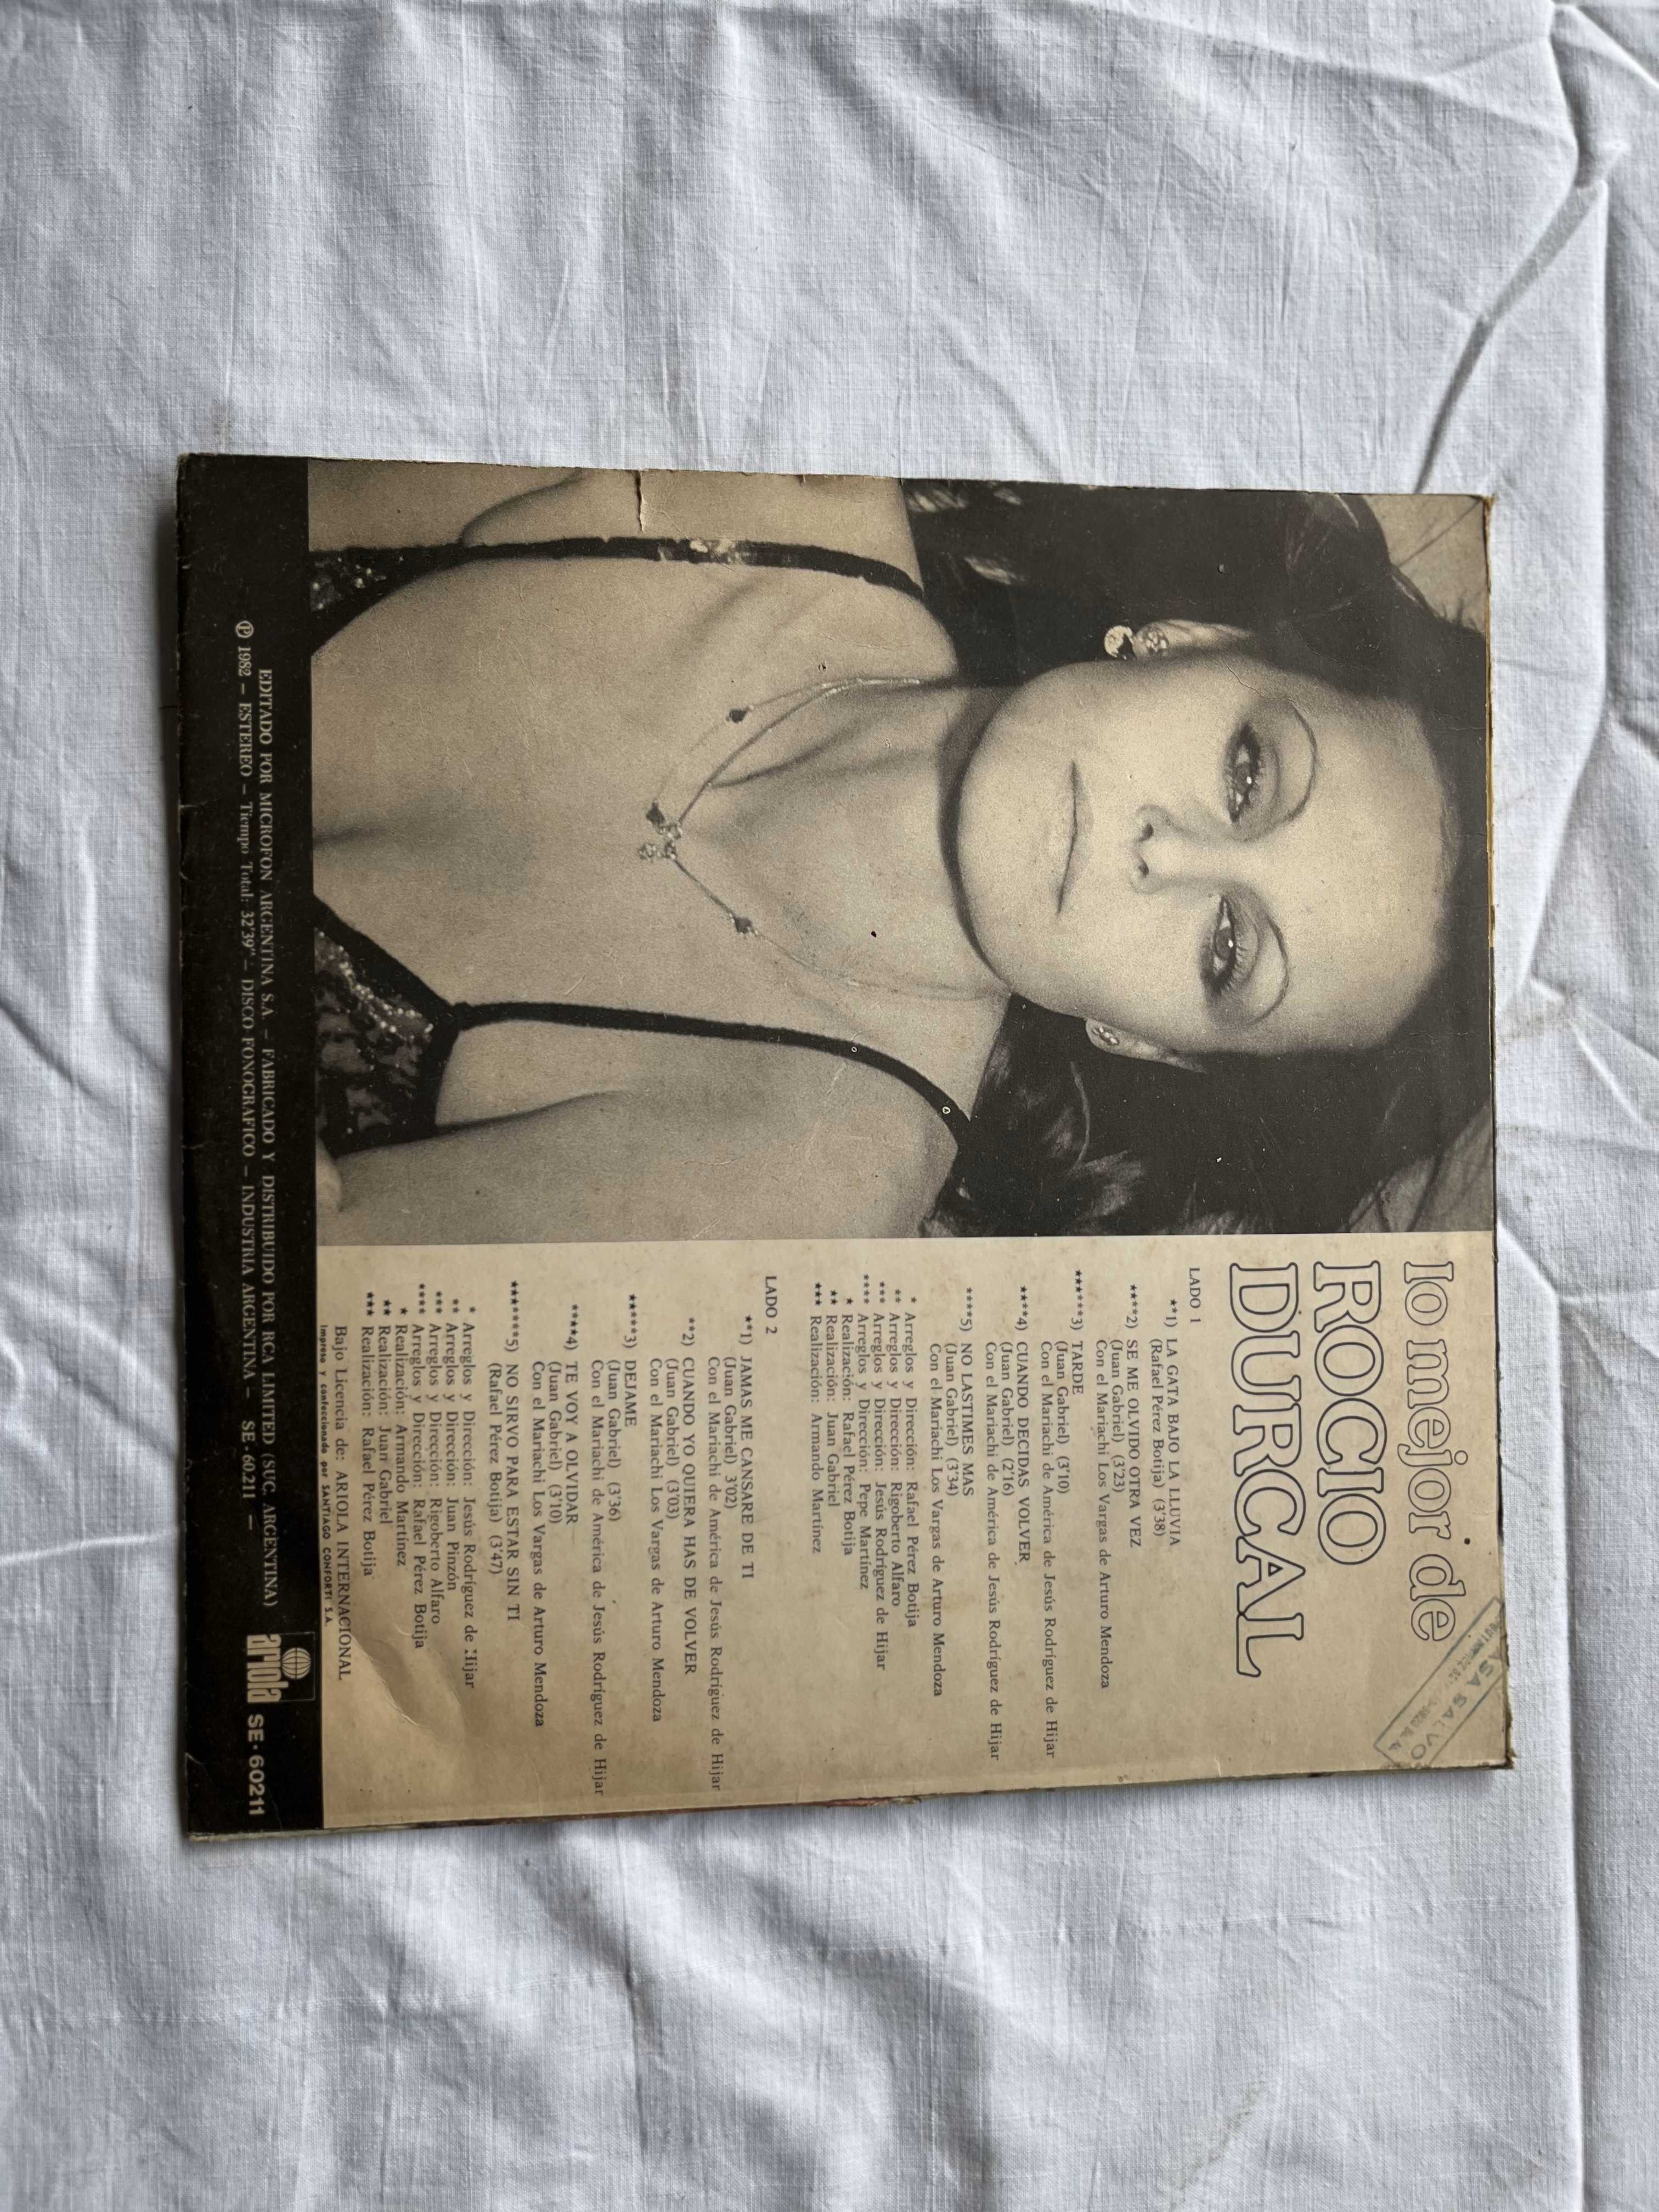 lo mejor de
ROCIO
DURCAL
LADO 1
**1) LA GATA BAJO LA LLUVIA
(Rafael Pérez Botija) (3'38)
****2) SE ME OLVIDO OTRA VEZ
(Juan Gabriel) (3'23)
Con el Mariachi Los Vargas de Arturo Mendoza
*******3) TARDE
(Juan Gabriel) (3'10)
Con el Mariachi de América de Jesús Rodríguez de Hijar
****4) CUANDO DECIDAS VOLVER
(Juan Gabriel) (2'16)
Con el Mariachi de América de Jesús Rodríguez de Hijar
****5) NO LASTIMES MAS
(Juan Gabriel) (3'34)
Con el Mariachi Los Vargas de Arturo Mendoza
* Arreglos y Dirección: Rafael Pérez Botija
** Arreglos y Dirección: Rigoberto Alfaro
*** Arreglos y Dirección: Jesús Rodríguez de Hijar
**** Arreglos y Dirección: Pepe Martínez
* Realización: Rafael Pérez Botija
** Realización: Juan Gabriel
*** Realización: Armando Martínez
LADO 2
**1) JAMAS ME CANSARE DE TI
(Juan Gabriel) 3'02)
Con el Mariachi de América de Jesús Rodríguez de Hijar
**2) CUANDO YO QUIERA HAS DE VOLVER
(Juan Gabriel) (3'03)
Con el Mariachi Los Vargas de Arturo Mendoza
*****3) DEJAME
(Juan Gabriel) (3'36)
Con el Mariachi de América de Jesús Rodríguez de Hijar
****4) TE VOY A OLVIDAR
(Juan Gabriel) (3'10)
Con el Mariachi Los Vargas de Arturo Mendoza
*******5) NO SIRVO PARA ESTAR SIN TI
(Rafael Pérez Botija) (3'47)
* Arreglos y Dirección: Jesús Rodríguez de Hijar
** Arreglos y Dirección: Juan Pinzón
*** Arreglos y Dirección: Rigoberto Alfaro
**** Arreglos y Dirección: Rafael Pérez Botija
* Realización: Armando Martínez
** Realización: Juan Gabriel
*** Realización: Rafael Pérez Botija
Bajo Licencia de: ARIOLA INTERNACIONAL
Impreso y confeccionado por SANTIAGO CONFORTI S.A.
EDITADO POR MICROFON ARGENTINA S.A. – FABRICADO Y DISTRIBUIDO POR RCA LIMITED (SUC. ARGENTINA)
Ⓟ 1982 – ESTEREO – Tiempo Total: 32'39" – DISCO FONOGRAFICO – INDUSTRIA ARGENTINA – SE-60.211 –
ariola SE-60211
SALVO